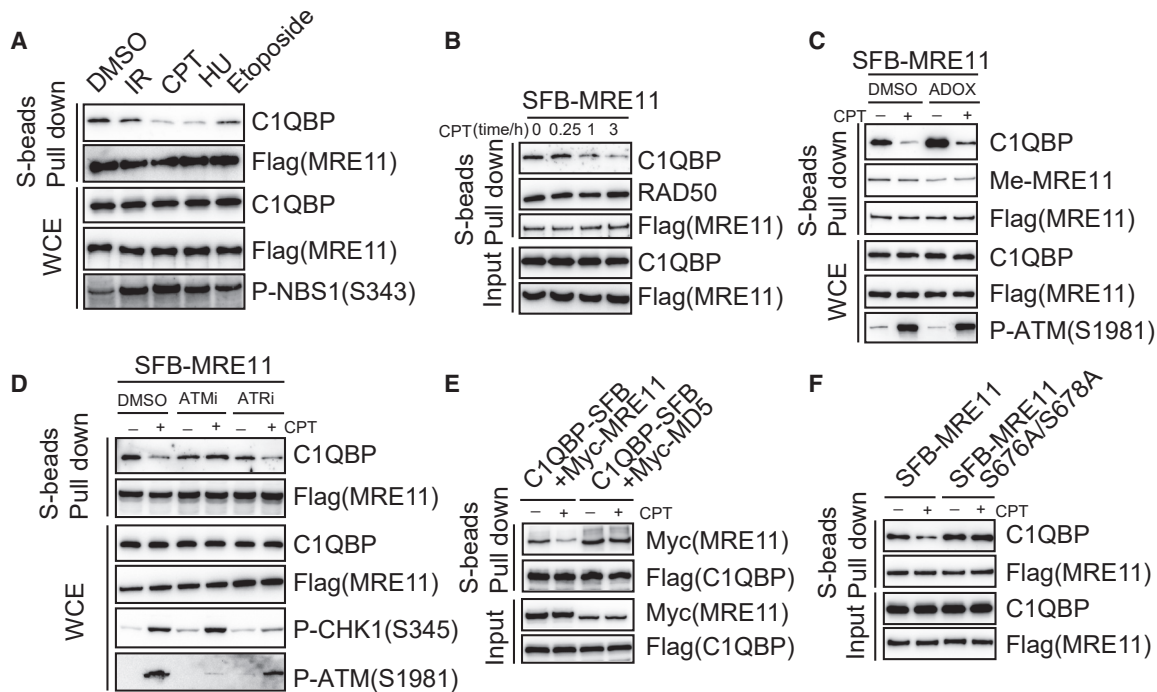 A
DMSO
IR
CPT
HU
Etoposide
S-beads
Pull down
C1QBP
Flag(MRE11)
WCE
C1QBP
Flag(MRE11)
P-NBS1(S343)
B
SFB-MRE11
CPT(time/h) 0 0.25 1 3
S-beads
Pull down
C1QBP
RAD50
Flag(MRE11)
Input
C1QBP
Flag(MRE11)
C
SFB-MRE11
DMSO ADOX
CPT – + – +
S-beads
Pull down
C1QBP
Me-MRE11
Flag(MRE11)
WCE
C1QBP
Flag(MRE11)
P-ATM(S1981)
D
SFB-MRE11
DMSO ATMi ATRi
– + – + – + CPT
S-beads
Pull down
C1QBP
Flag(MRE11)
WCE
C1QBP
Flag(MRE11)
P-CHK1(S345)
P-ATM(S1981)
E
C1QBP-SFB
+Myc-MRE11
C1QBP-SFB
+Myc-MD5
– + – + CPT
S-beads
Pull down
Myc(MRE11)
Flag(C1QBP)
Input
Myc(MRE11)
Flag(C1QBP)
F
SFB-MRE11
SFB-MRE11
S676A/S678A
– + – + CPT
S-beads
Pull down
C1QBP
Flag(MRE11)
Input
C1QBP
Flag(MRE11)